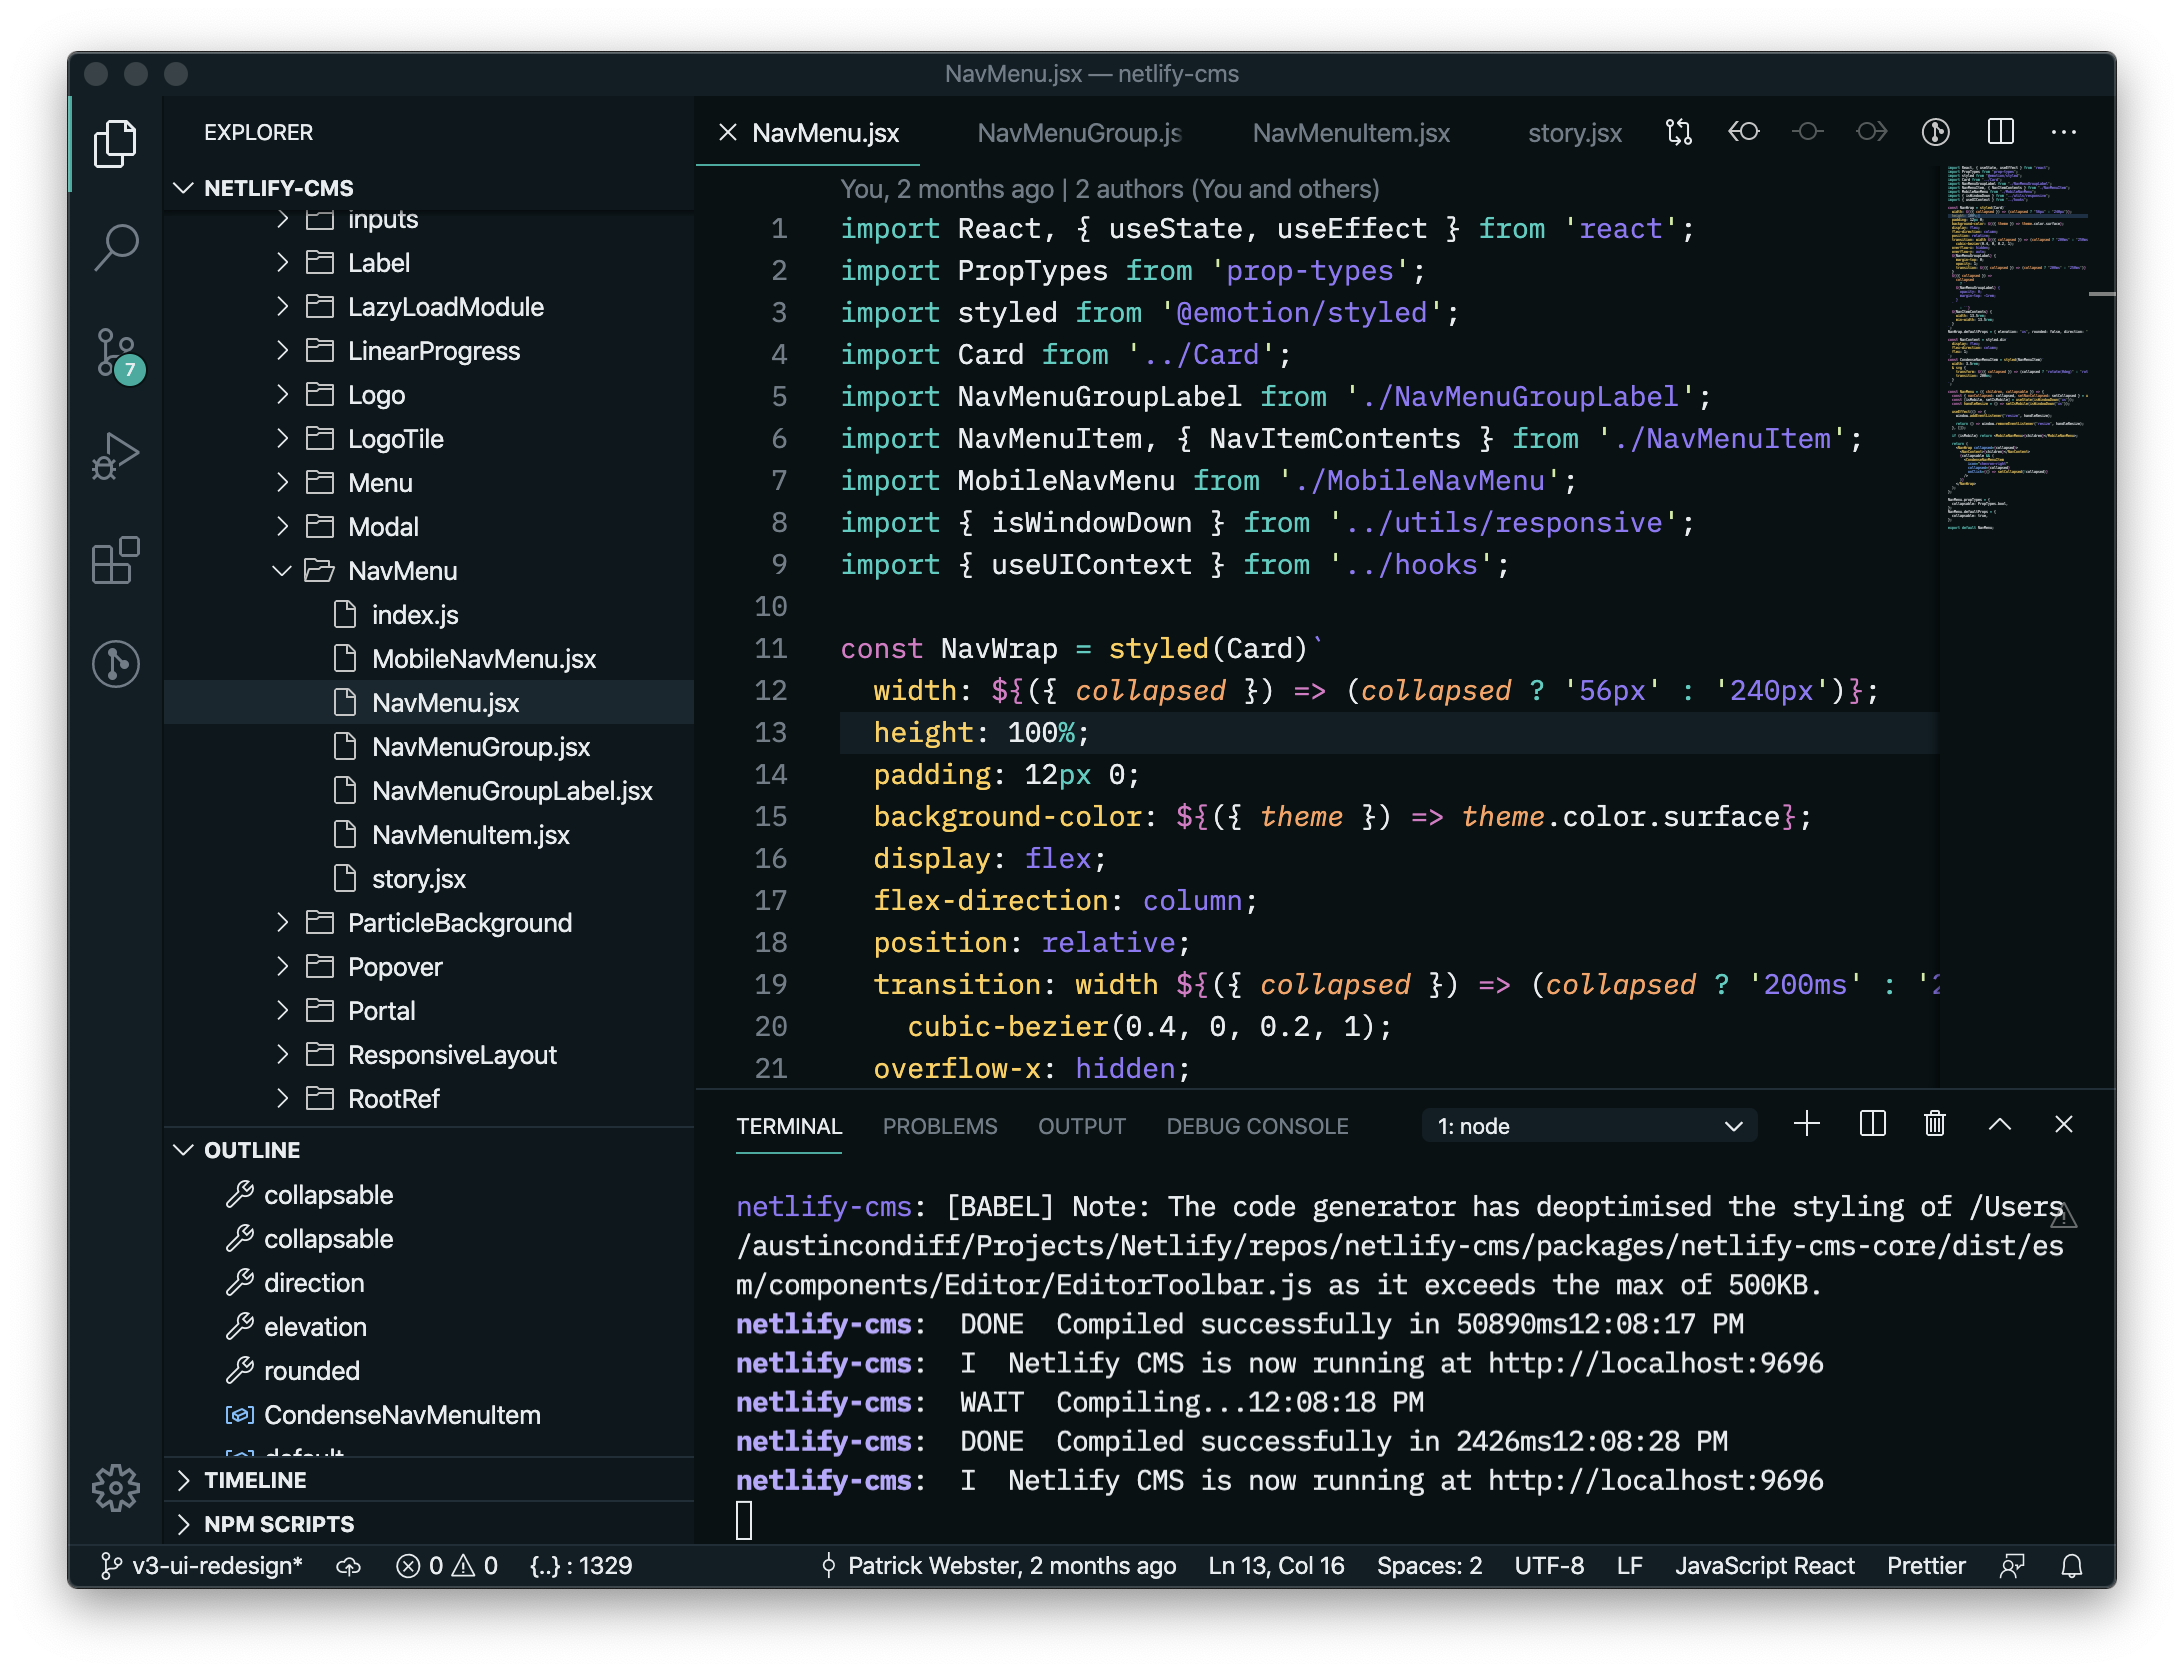 NavMenu.jsx — netlify-cms
EXPLORER
NETLIFY-CMS
inputs
Label
LazyLoadModule
LinearProgress
Logo
LogoTile
Menu
Modal
NavMenu
index.js
MobileNavMenu.jsx
NavMenu.jsx
NavMenuGroup.jsx
NavMenuGroupLabel.jsx
NavMenuItem.jsx
story.jsx
ParticleBackground
Popover
Portal
ResponsiveLayout
RootRef
OUTLINE
collapsable
collapsable
direction
elevation
rounded
CondenseNavMenuItem
default
TIMELINE
NPM SCRIPTS
7
NavMenu.jsx NavMenuGroup.js NavMenuItem.jsx story.jsx
You, 2 months ago | 2 authors (You and others)
1 import React, { useState, useEffect } from 'react';
2 import PropTypes from 'prop-types';
3 import styled from '@emotion/styled';
4 import Card from '../Card';
5 import NavMenuGroupLabel from './NavMenuGroupLabel';
6 import NavMenuItem, { NavItemContents } from './NavMenuItem';
7 import MobileNavMenu from './MobileNavMenu';
8 import { isWindowDown } from '../utils/responsive';
9 import { useUIContext } from '../hooks';
10
11 const NavWrap = styled(Card)`
12 width: ${({ collapsed }) => (collapsed ? '56px' : '240px')};
13 height: 100%;
14 padding: 12px 0;
15 background-color: ${({ theme }) => theme.color.surface};
16 display: flex;
17 flex-direction: column;
18 position: relative;
19 transition: width ${({ collapsed }) => (collapsed ? '200ms' : '2
20 cubic-bezier(0.4, 0, 0.2, 1);
21 overflow-x: hidden;
TERMINAL PROBLEMS OUTPUT DEBUG CONSOLE 1: node
netlify-cms: [BABEL] Note: The code generator has deoptimised the styling of /Users
/austincondiff/Projects/Netlify/repos/netlify-cms/packages/netlify-cms-core/dist/es
m/components/Editor/EditorToolbar.js as it exceeds the max of 500KB.
netlify-cms: DONE Compiled successfully in 50890ms12:08:17 PM
netlify-cms: I Netlify CMS is now running at http://localhost:9696
netlify-cms: WAIT Compiling...12:08:18 PM
netlify-cms: DONE Compiled successfully in 2426ms12:08:28 PM
netlify-cms: I Netlify CMS is now running at http://localhost:9696
v3-ui-redesign* 0 0 {..} : 1329 Patrick Webster, 2 months ago Ln 13, Col 16 Spaces: 2 UTF-8 LF JavaScript React Prettier